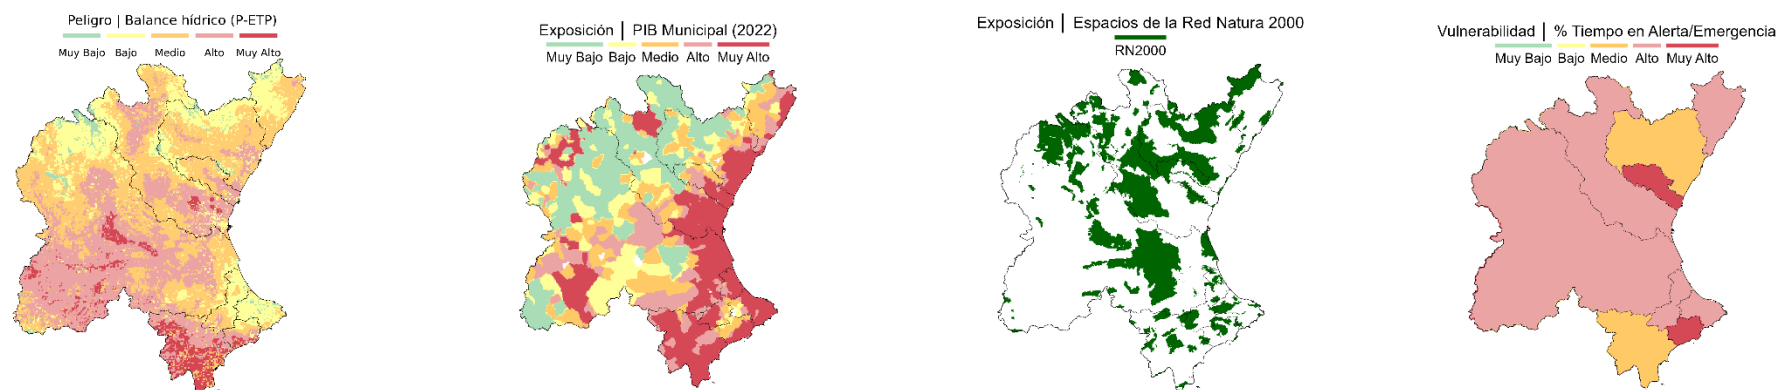 Peligro | Balance hídrico (P-ETP)
Muy Bajo Bajo Medio Alto Muy Alto
Exposición | PIB Municipal (2022)
Muy Bajo Bajo Medio Alto Muy Alto
Exposición | Espacios de la Red Natura 2000
RN2000
Vulnerabilidad | % Tiempo en Alerta/Emergencia
Muy Bajo Bajo Medio Alto Muy Alto